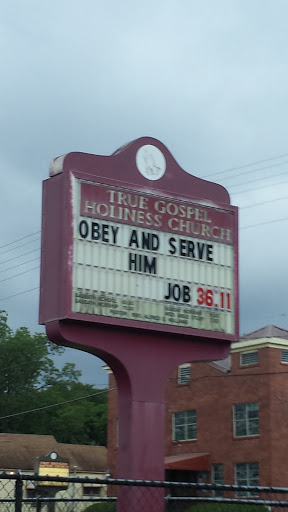 TRUE GOSPEL
HOLINESS CHURCH
OBEY AND SERVE
HIM
JOB 36.11